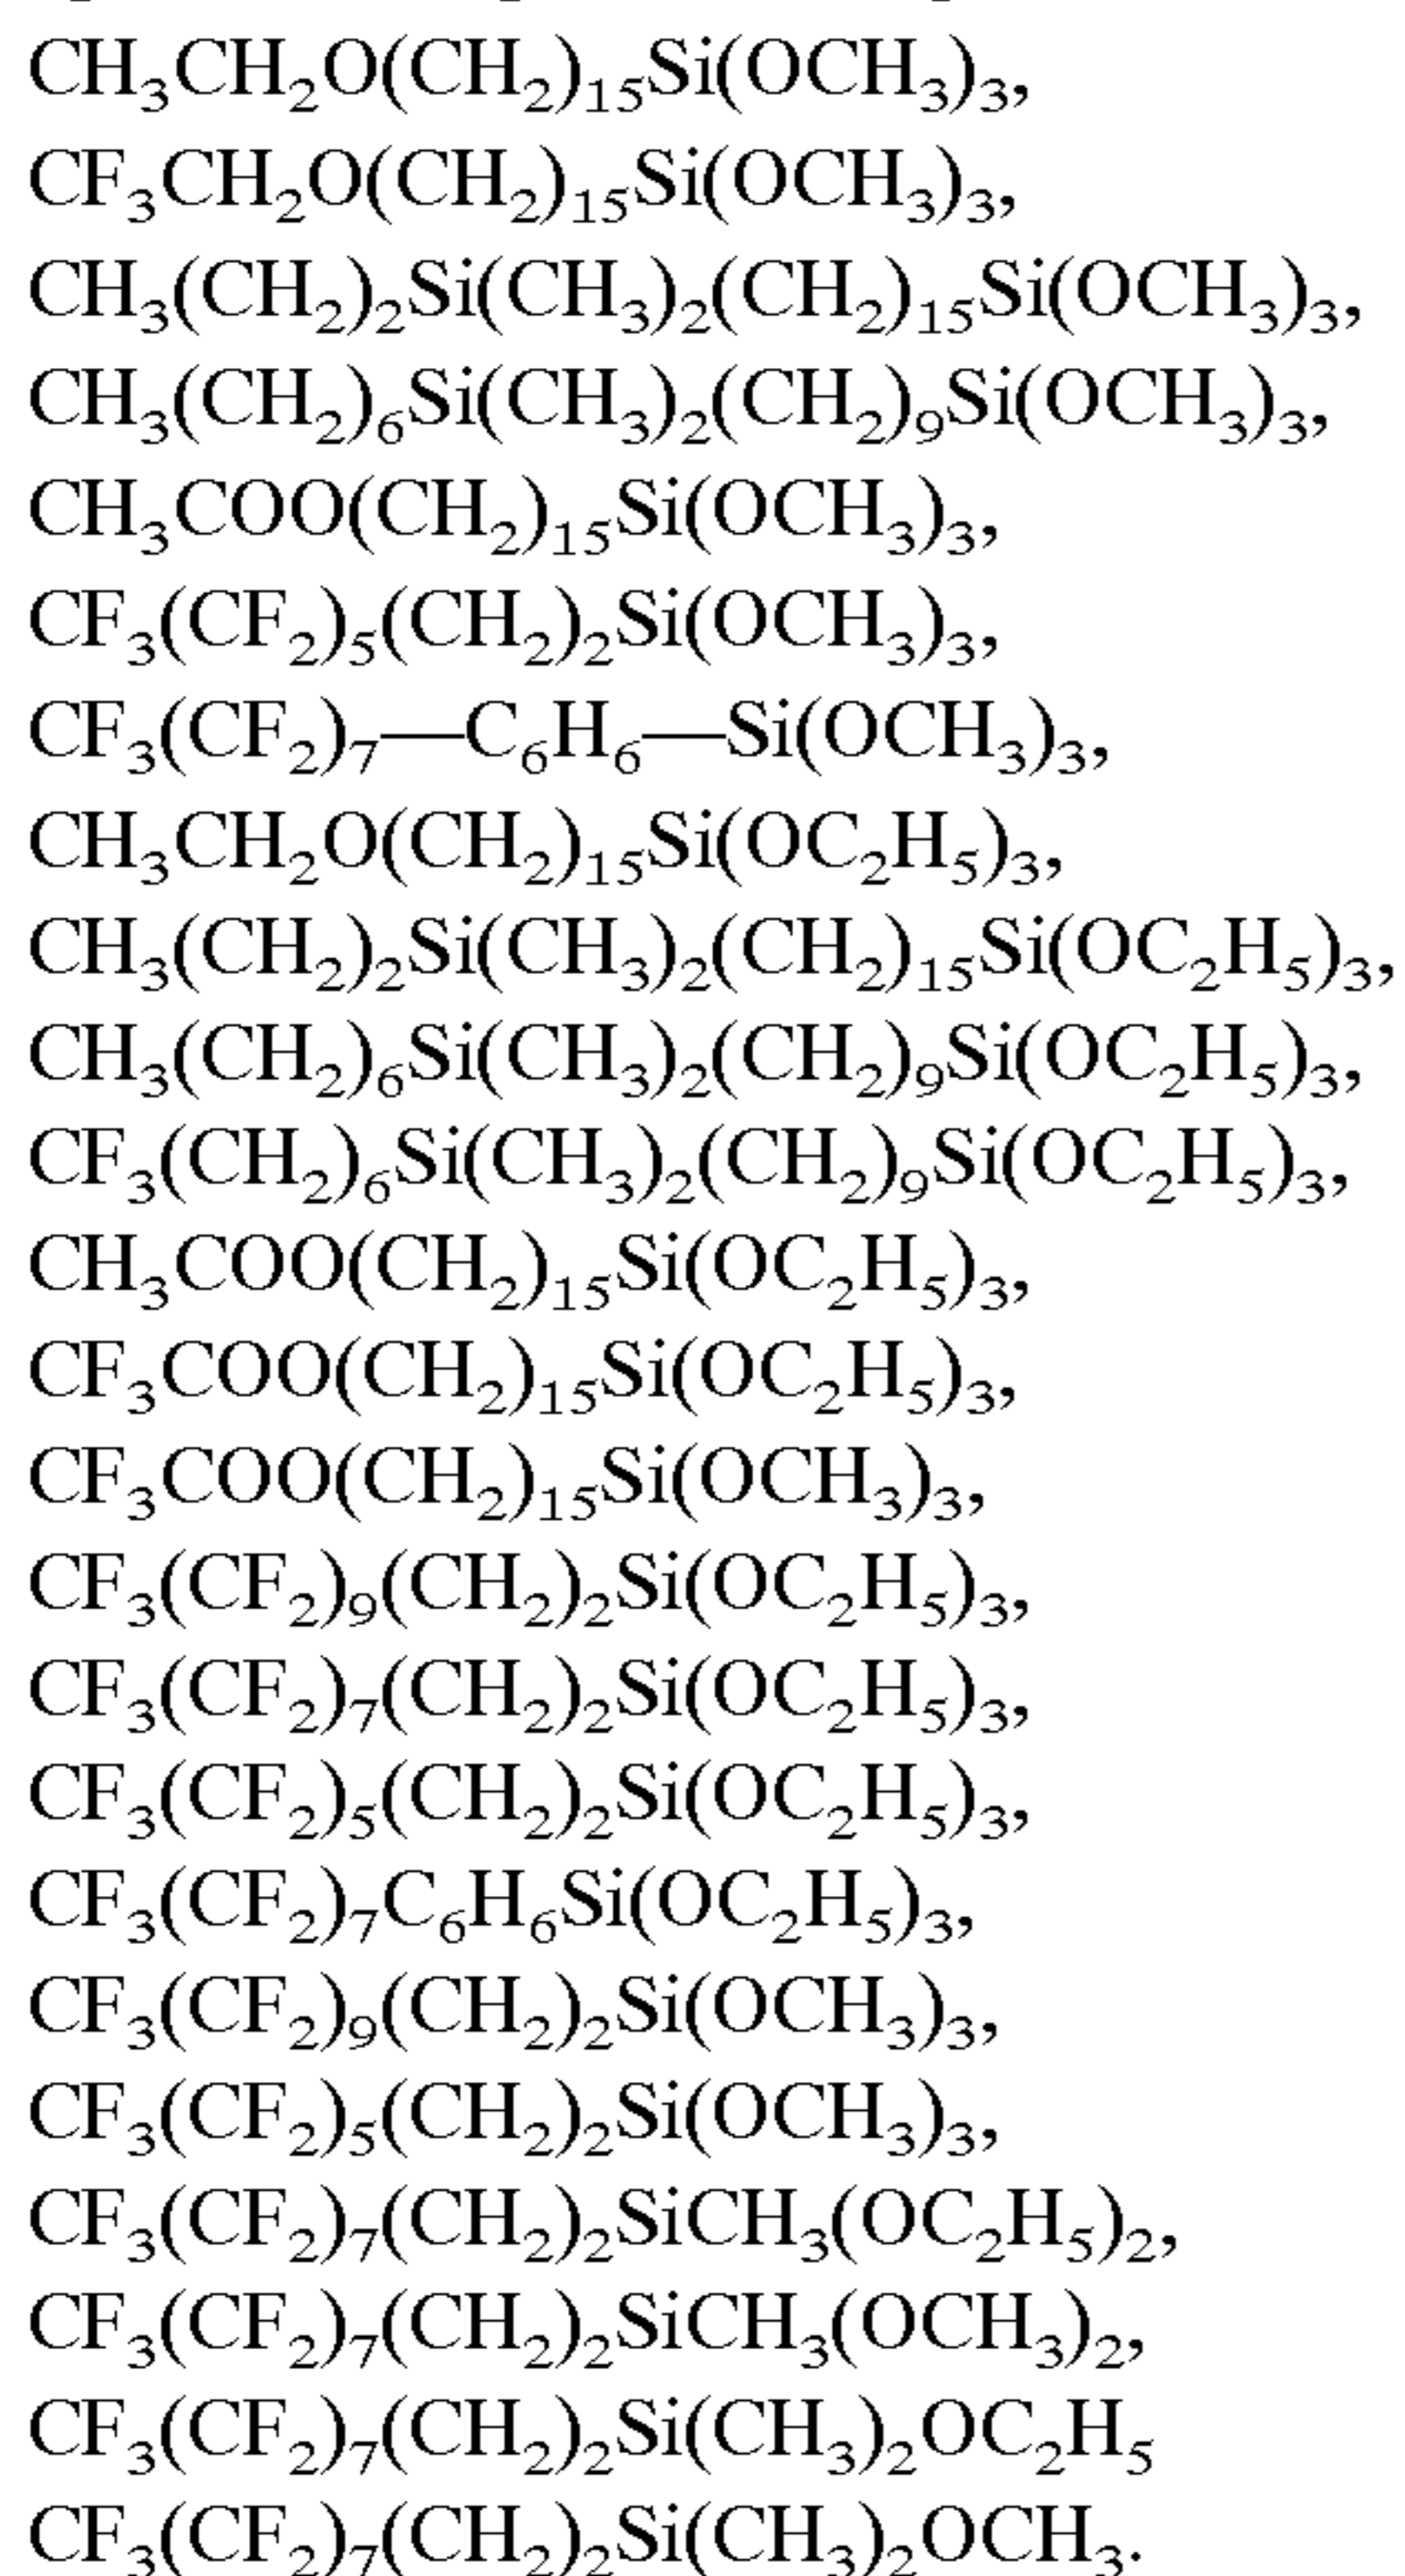 CH₃CH₂O(CH₂)₁₅Si(OCH₃)₃,
CF₃CH₂O(CH₂)₁₅Si(OCH₃)₃,
CH₃(CH₂)₂Si(CH₃)₂(CH₂)₁₅Si(OCH₃)₃,
CH₃(CH₂)₆Si(CH₃)₂(CH₂)₉Si(OCH₃)₃,
CH₃COO(CH₂)₁₅Si(OCH₃)₃,
CF₃(CF₂)₅(CH₂)₂Si(OCH₃)₃,
CF₃(CF₂)₇—C₆H₆—Si(OCH₃)₃,
CH₃CH₂O(CH₂)₁₅Si(OC₂H₅)₃,
CH₃(CH₂)₂Si(CH₃)₂(CH₂)₁₅Si(OC₂H₅)₃,
CH₃(CH₂)₆Si(CH₃)₂(CH₂)₉Si(OC₂H₅)₃,
CF₃(CH₂)₆Si(CH₃)₂(CH₂)₉Si(OC₂H₅)₃,
CH₃COO(CH₂)₁₅Si(OC₂H₅)₃,
CF₃COO(CH₂)₁₅Si(OC₂H₅)₃,
CF₃COO(CH₂)₁₅Si(OCH₃)₃,
CF₃(CF₂)₉(CH₂)₂Si(OC₂H₅)₃,
CF₃(CF₂)₇(CH₂)₂Si(OC₂H₅)₃,
CF₃(CF₂)₅(CH₂)₂Si(OC₂H₅)₃,
CF₃(CF₂)₇C₆H₆Si(OC₂H₅)₃,
CF₃(CF₂)₉(CH₂)₂Si(OCH₃)₃,
CF₃(CF₂)₅(CH₂)₂Si(OCH₃)₃,
CF₃(CF₂)₇(CH₂)₂SiCH₃(OC₂H₅)₂,
CF₃(CF₂)₇(CH₂)₂SiCH₃(OCH₃)₂,
CF₃(CF₂)₇(CH₂)₂Si(CH₃)₂OC₂H₅
CF₃(CF₂)₇(CH₂)₂Si(CH₃)₂OCH₃.